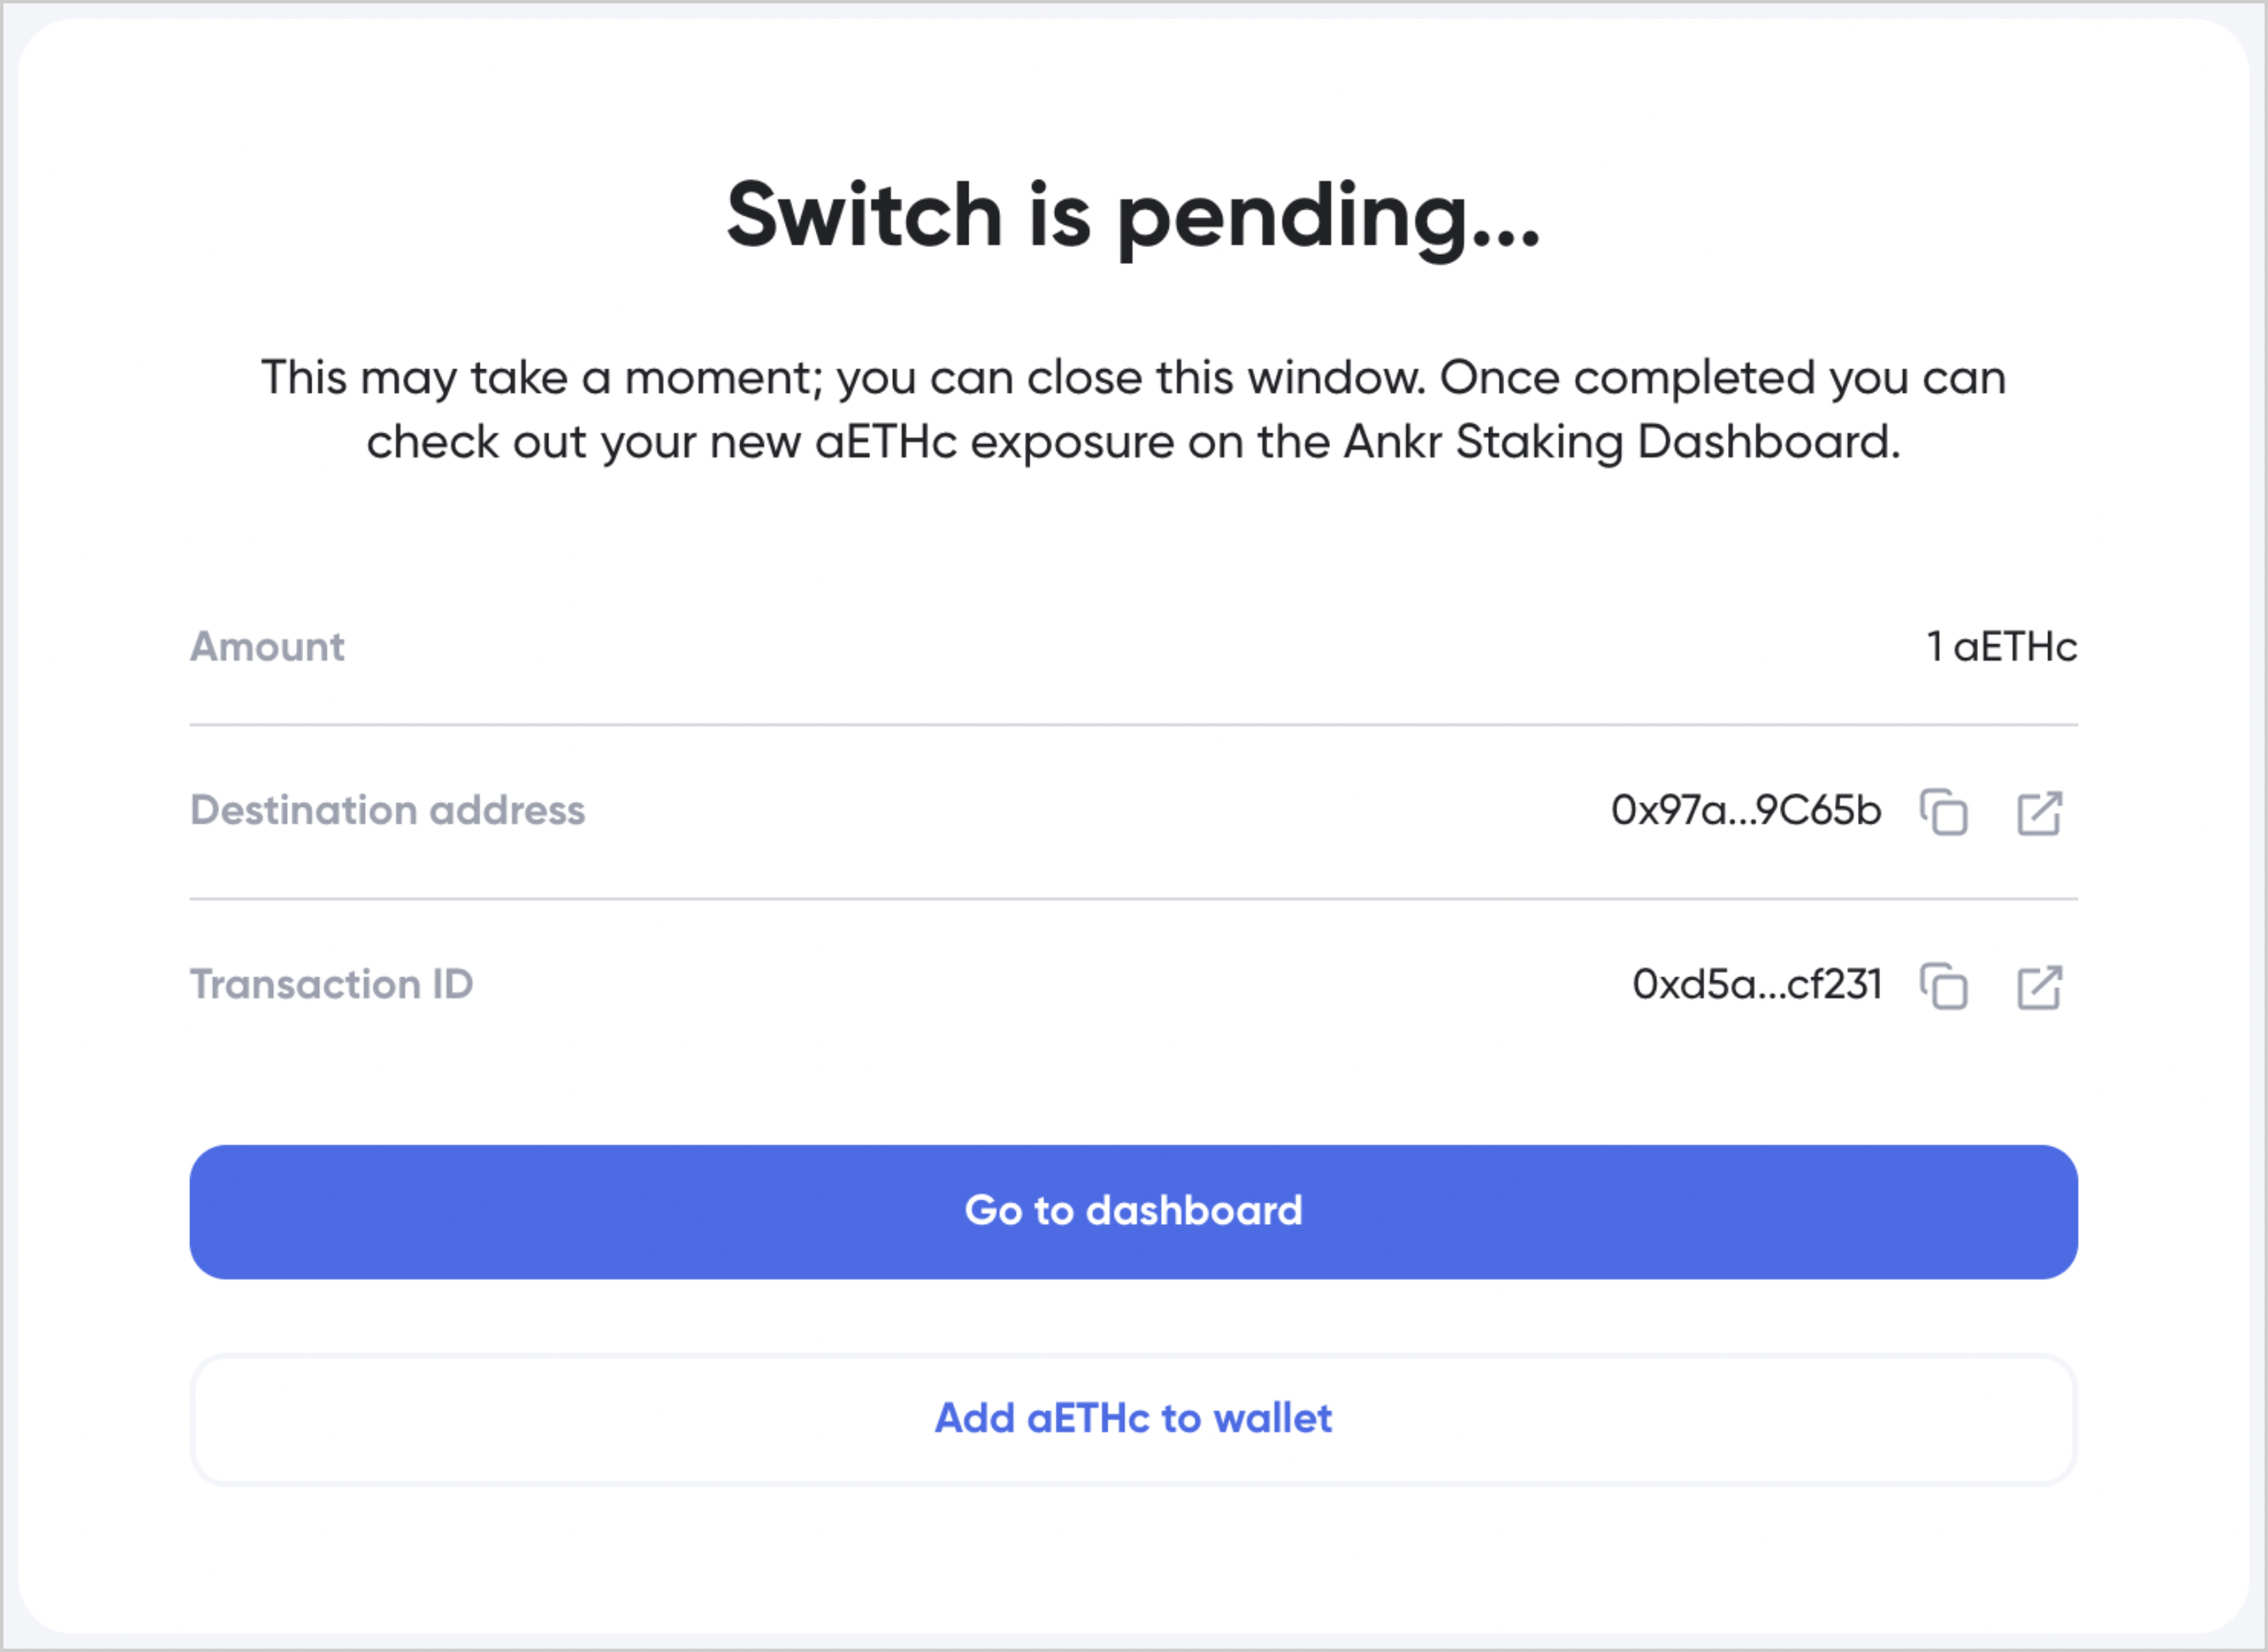 Switch is pending...
This may take a moment; you can close this window. Once completed you can
check out your new aETHc exposure on the Ankr Staking Dashboard.
Amount 1 aETHc
Destination address 0x97a...9C65b
Transaction ID 0xd5a...cf231
Go to dashboard
Add aETHc to wallet